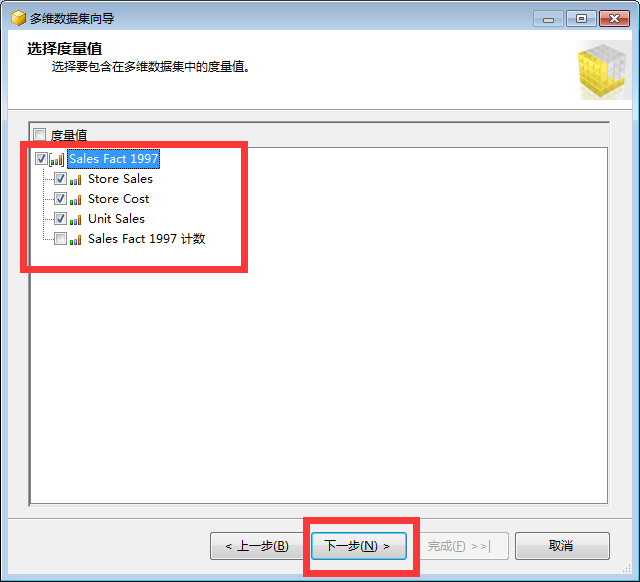 多维数据集向导
选择度量值
选择要包含在多维数据集中的度量值。
度量值
Sales Fact 1997
Store Sales
Store Cost
Unit Sales
Sales Fact 1997 计数
< 上一步(B)
下一步(N) >
完成(F) >>|
取消